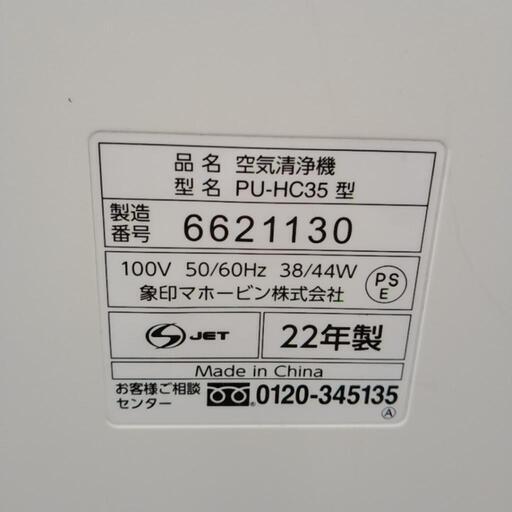 品名 空気清浄機
型名 PU-HC35 型
製造番号 6621130
100V 50/60Hz 38/44W
象印マホービン株式会社
PSE
JET 22年製
Made in China
お客様ご相談センター 0120-345135
Ⓐ